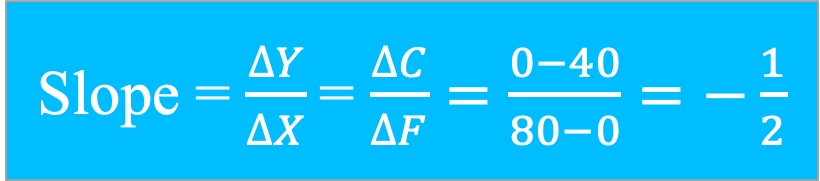 Slope = ΔY/ΔX = ΔC/ΔF = 0−40/80−0 = −1/2